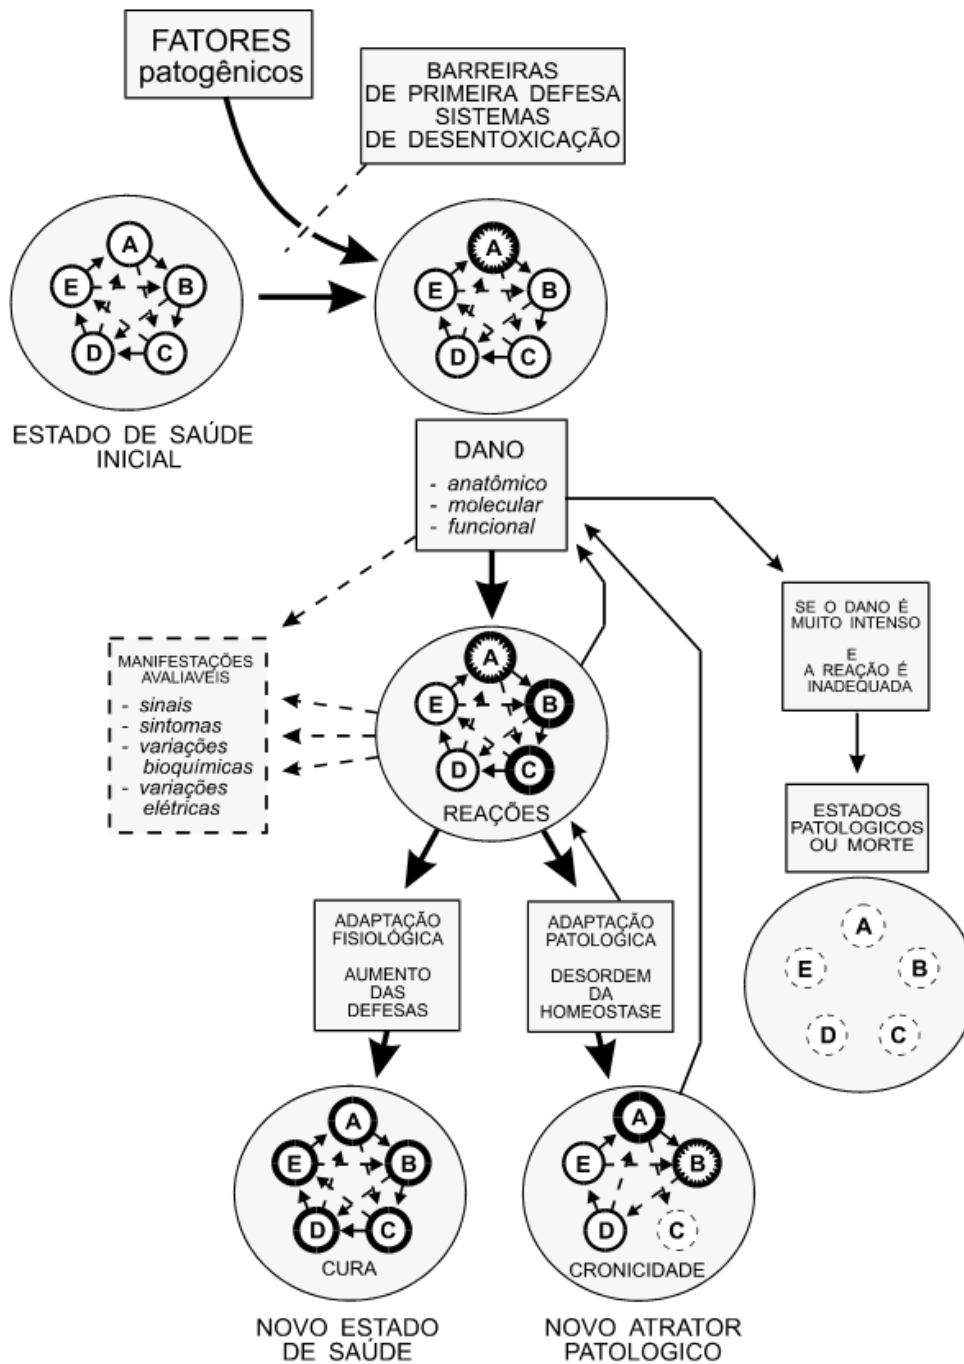 FATORES
patogênicos
BARREIRAS
DE PRIMEIRA DEFESA
SISTEMAS
DE DESENTOXICAÇÃO
A
E
B
D
C
A
E
B
D
C
ESTADO DE SAÚDE
INICIAL
DANO
- anatômico
- molecular
- funcional
SE O DANO É
MUITO INTENSO
E
A REAÇÃO É
INADEQUADA
MANIFESTAÇÕES
AVALIAVEIS
- sinais
- sintomas
- variações
bioquímicas
- variações
elétricas
A
E
B
D
C
REAÇÕES
ESTADOS
PATOLOGICOS
OU MORTE
A
E
B
D
C
ADAPTAÇÃO
FISIOLÓGICA
AUMENTO
DAS
DEFESAS
ADAPTAÇÃO
PATOLOGICA
DESORDEM
DA
HOMEOSTASE
A
E
B
D
C
CURA
A
E
B
D
C
CRONICIDADE
NOVO ESTADO
DE SAÚDE
NOVO ATRATOR
PATOLOGICO